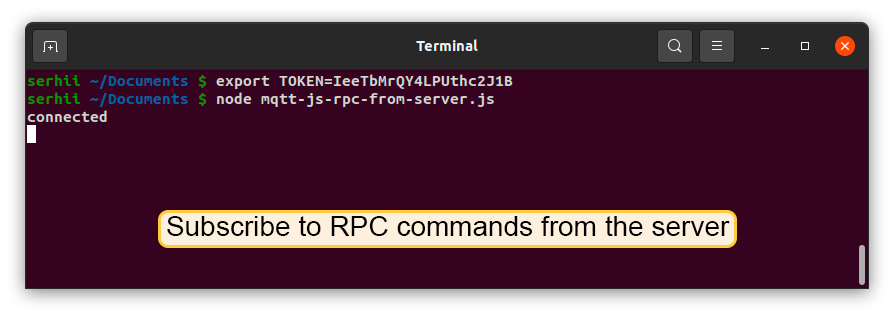 Terminal
serhii ~/Documents $ export TOKEN=IeeTbMrQY4LPUthc2J1B
serhii ~/Documents $ node mqtt-js-rpc-from-server.js
connected
Subscribe to RPC commands from the server